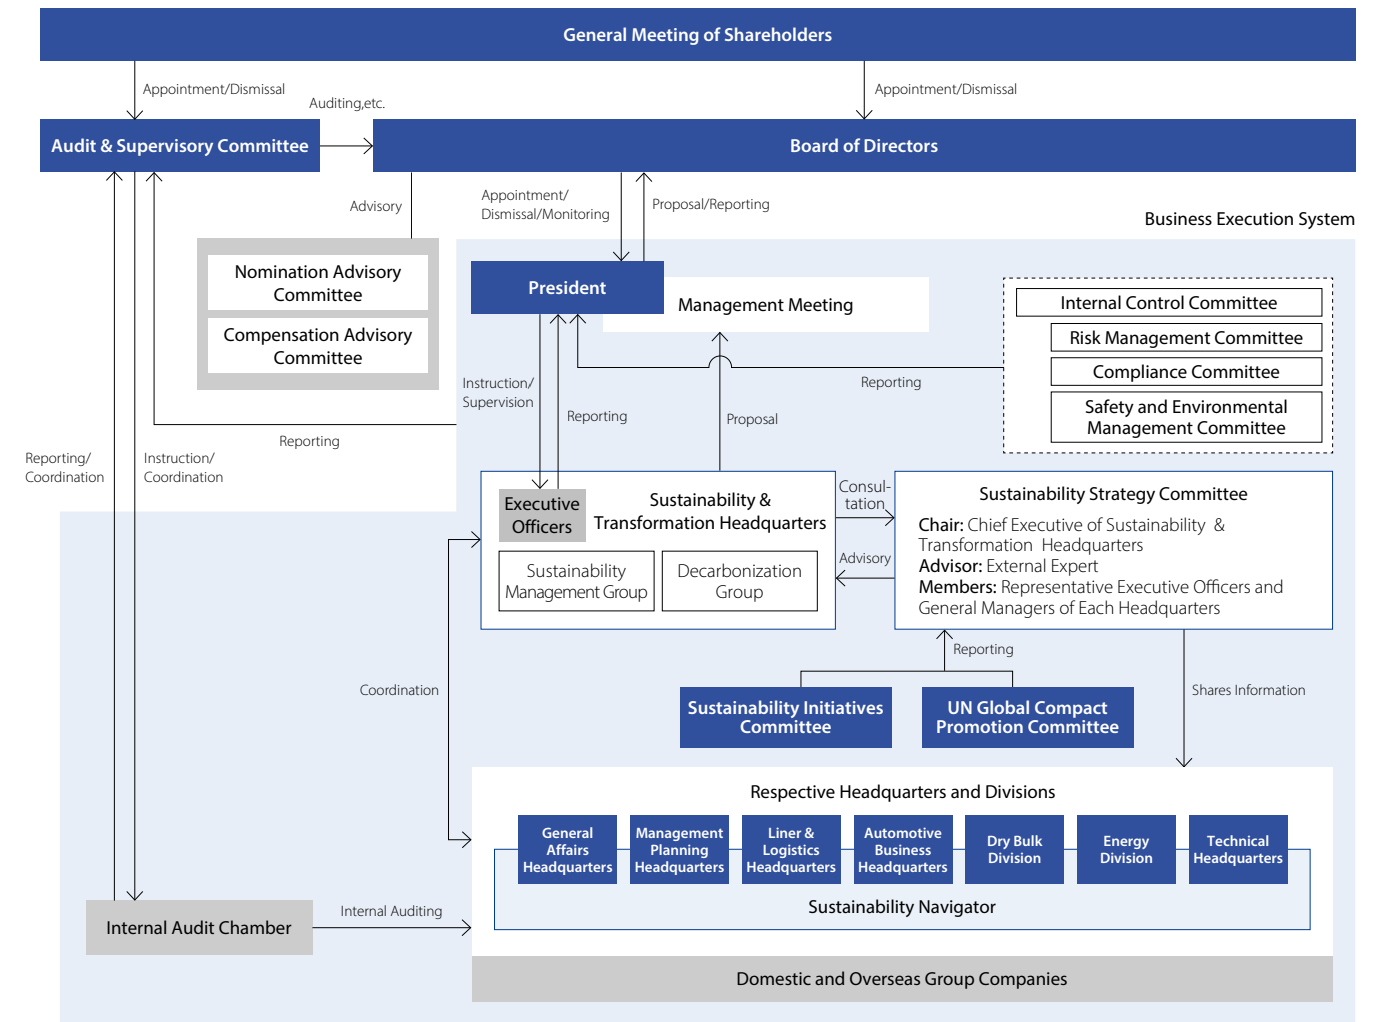 General Meeting of Shareholders
Appointment/Dismissal
Appointment/Dismissal
Auditing,etc.
Audit & Supervisory Committee
Board of Directors
Advisory
Appointment/
Dismissal/Monitoring
Proposal/Reporting
Business Execution System
Nomination Advisory
Committee
Compensation Advisory
Committee
President
Management Meeting
Internal Control Committee
Risk Management Committee
Compliance Committee
Safety and Environmental
Management Committee
Instruction/
Supervision
Reporting
Reporting
Proposal
Reporting
Reporting/
Coordination
Instruction/
Coordination
Executive
Officers
Sustainability &
Transformation Headquarters
Sustainability
Management Group
Decarbonization
Group
Consul-
tation
Advisory
Sustainability Strategy Committee
Chair: Chief Executive of Sustainability &
Transformation Headquarters
Advisor: External Expert
Members: Representative Executive Officers and
General Managers of Each Headquarters
Reporting
Coordination
Shares Information
Sustainability Initiatives
Committee
UN Global Compact
Promotion Committee
Respective Headquarters and Divisions
General
Affairs
Headquarters
Management
Planning
Headquarters
Liner &
Logistics
Headquarters
Automotive
Business
Headquarters
Dry Bulk
Division
Energy
Division
Technical
Headquarters
Sustainability Navigator
Internal Audit Chamber
Internal Auditing
Domestic and Overseas Group Companies